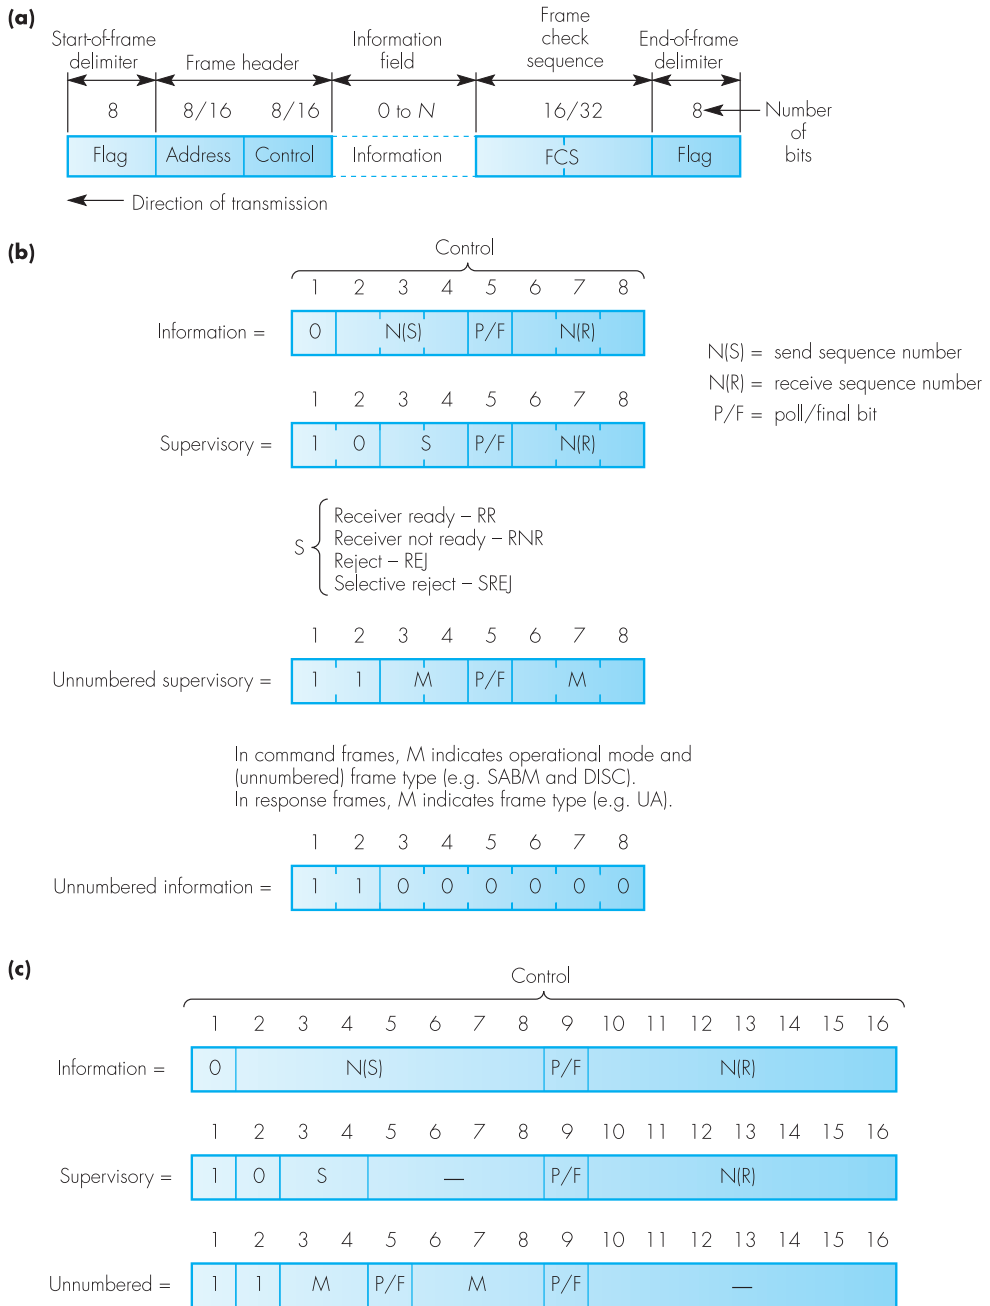 (a)
Start-of-frame delimiter
Frame header
Information field
Frame check sequence
End-of-frame delimiter
8 8/16 8/16 0 to N 16/32 8 Number of bits
Flag Address Control Information FCS Flag
Direction of transmission
(b)
Control
1 2 3 4 5 6 7 8
Information = 0 N(S) P/F N(R)
N(S) = send sequence number
N(R) = receive sequence number
P/F = poll/final bit
1 2 3 4 5 6 7 8
Supervisory = 1 0 S P/F N(R)
S
Receiver ready – RR
Receiver not ready – RNR
Reject – REJ
Selective reject – SREJ
1 2 3 4 5 6 7 8
Unnumbered supervisory = 1 1 M P/F M
In command frames, M indicates operational mode and
(unnumbered) frame type (e.g. SABM and DISC).
In response frames, M indicates frame type (e.g. UA).
1 2 3 4 5 6 7 8
Unnumbered information = 1 1 0 0 0 0 0 0
(c)
Control
1 2 3 4 5 6 7 8 9 10 11 12 13 14 15 16
Information = 0 N(S) P/F N(R)
1 2 3 4 5 6 7 8 9 10 11 12 13 14 15 16
Supervisory = 1 0 S — P/F N(R)
1 2 3 4 5 6 7 8 9 10 11 12 13 14 15 16
Unnumbered = 1 1 M P/F M P/F —